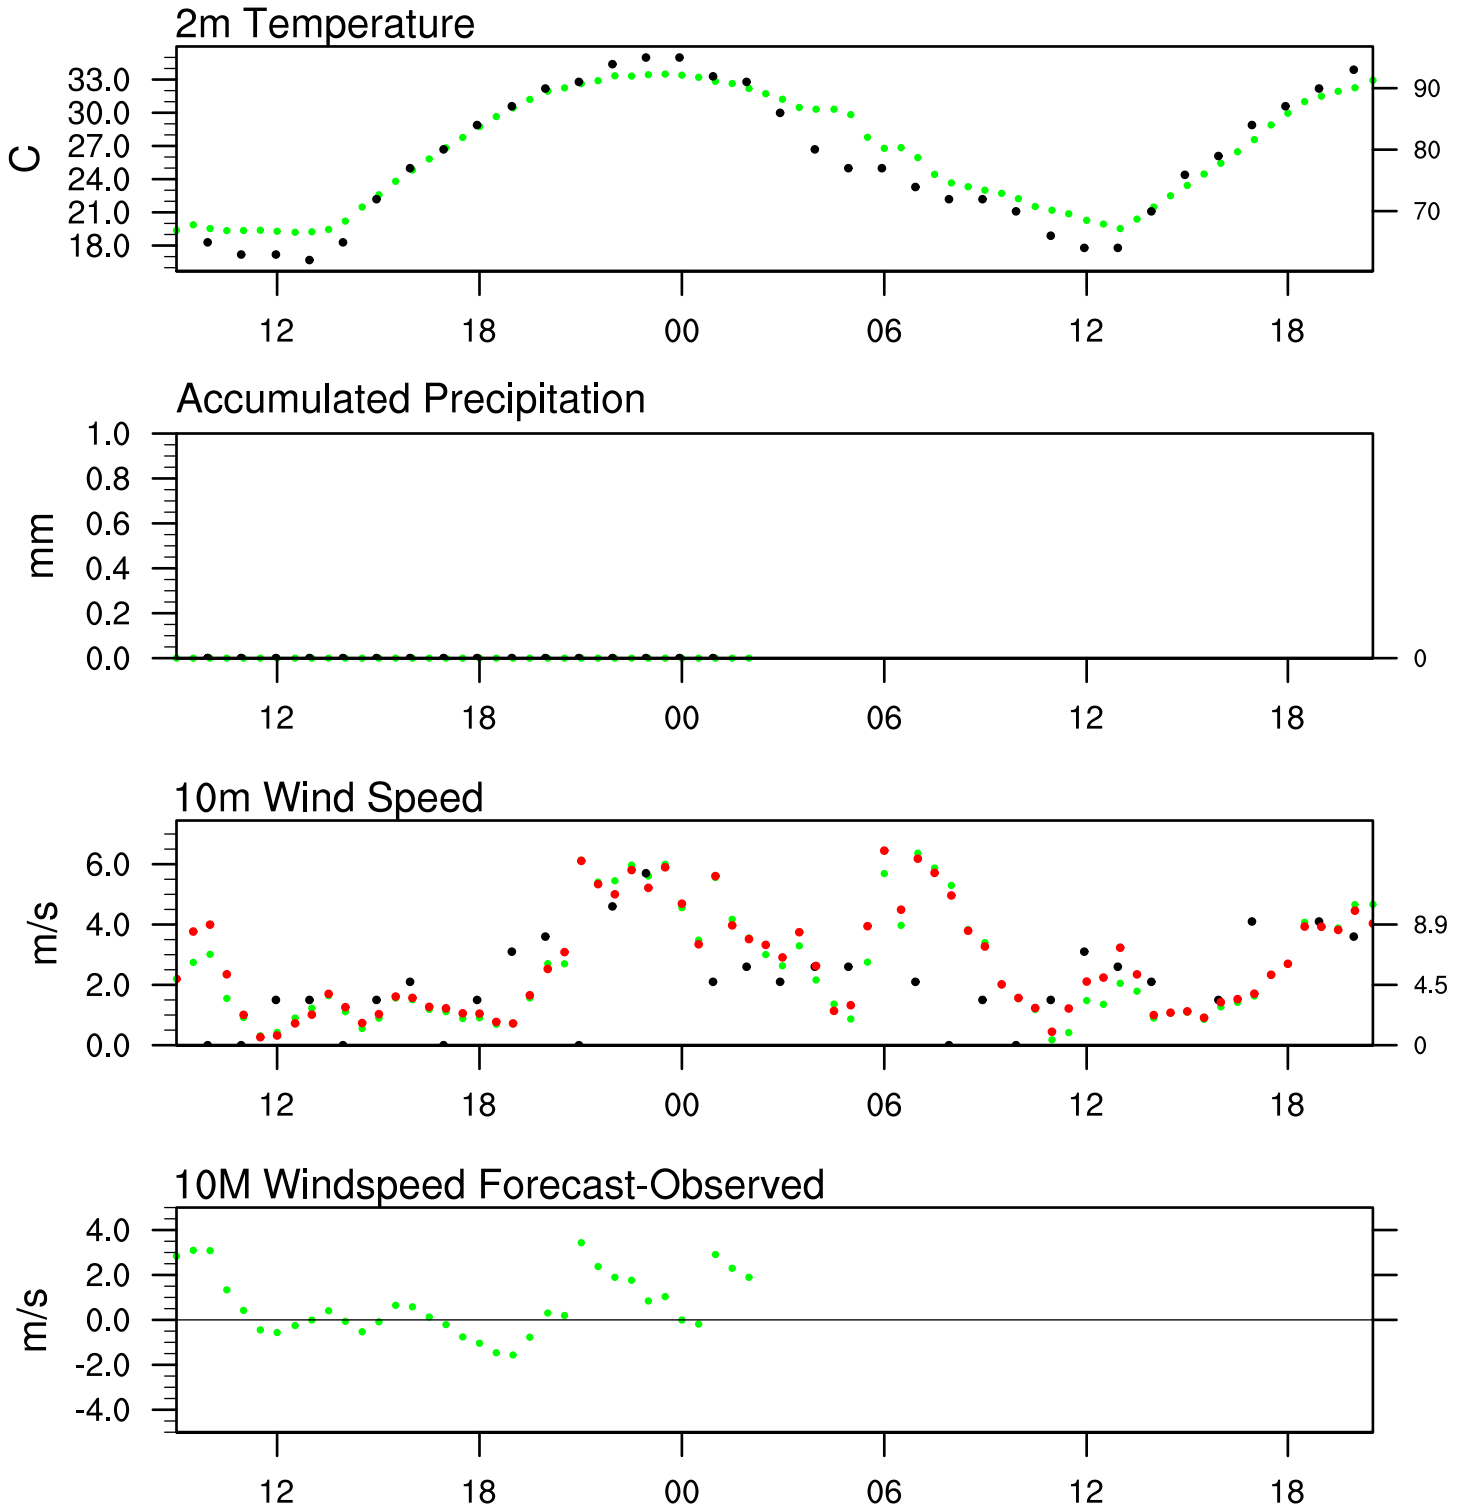 2m Temperature
33.0
30.0
27.0
24.0
21.0
18.0
C
90
80
70
12 18 00 06 12 18
Accumulated Precipitation
1.0
0.8
0.6
0.4
0.2
0.0
mm
0
12 18 00 06 12 18
10m Wind Speed
6.0
4.0
2.0
0.0
m/s
8.9
4.5
0
12 18 00 06 12 18
10M Windspeed Forecast-Observed
4.0
2.0
0.0
-2.0
-4.0
m/s
12 18 00 06 12 18